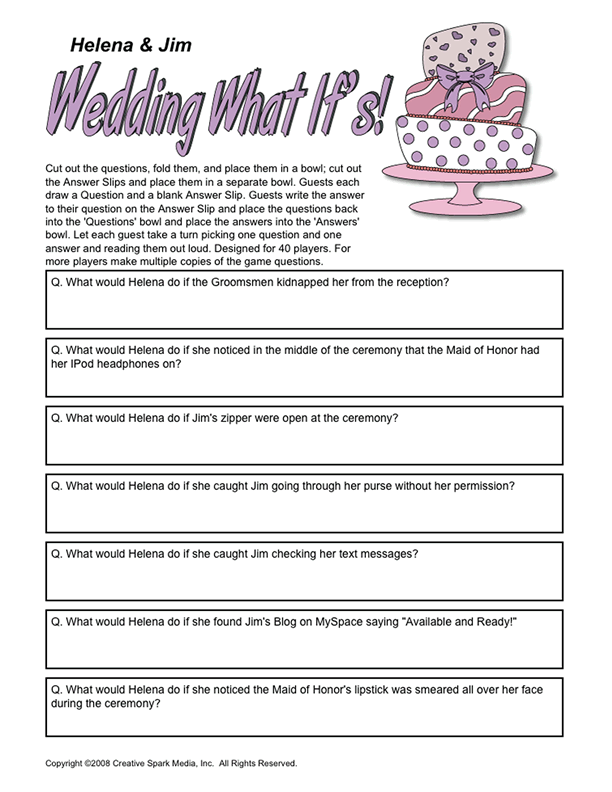 Helena & Jim
Wedding What If's!
Cut out the questions, fold them, and place them in a bowl; cut out
the Answer Slips and place them in a separate bowl. Guests each
draw a Question and a blank Answer Slip. Guests write the answer
to their question on the Answer Slip and place the questions back
into the 'Questions' bowl and place the answers into the 'Answers'
bowl. Let each guest take a turn picking one question and one
answer and reading them out loud. Designed for 40 players. For
more players make multiple copies of the game questions.
Q. What would Helena do if the Groomsmen kidnapped her from the reception?
Q. What would Helena do if she noticed in the middle of the ceremony that the Maid of Honor had
her IPod headphones on?
Q. What would Helena do if Jim's zipper were open at the ceremony?
Q. What would Helena do if she caught Jim going through her purse without her permission?
Q. What would Helena do if she caught Jim checking her text messages?
Q. What would Helena do if she found Jim's Blog on MySpace saying "Available and Ready!"
Q. What would Helena do if she noticed the Maid of Honor's lipstick was smeared all over her face
during the ceremony?
Copyright ©2008 Creative Spark Media, Inc.  All Rights Reserved.